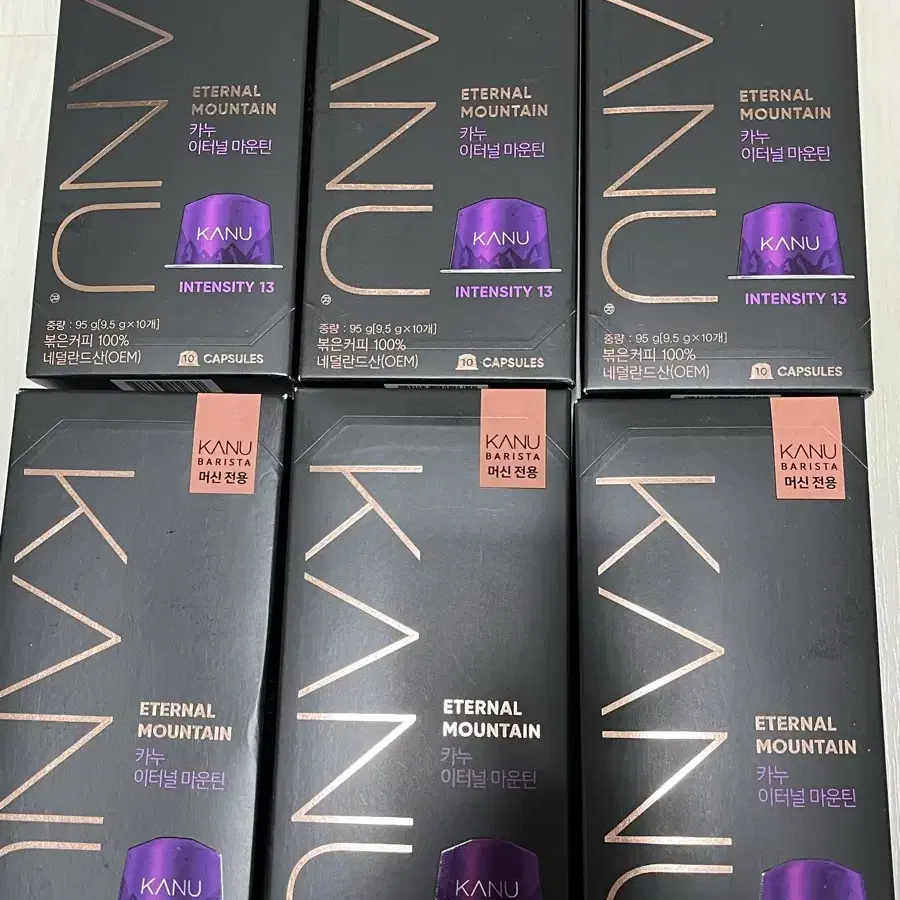 KANU
ETERNAL
MOUNTAIN
카누
이터널 마운틴
KANU
INTENSITY 13
중량 : 95 g[9.5 g×10개]
볶은커피 100%
네덜란드산(OEM)
10 CAPSULES
KANU
ETERNAL
MOUNTAIN
카누
이터널 마운틴
KANU
INTENSITY 13
중량 : 95 g[9.5 g×10개]
볶은커피 100%
네덜란드산(OEM)
10 CAPSULES
KANU
ETERNAL
MOUNTAIN
카누
이터널 마운틴
KANU
INTENSITY 13
중량 : 95 g[9.5 g×10개]
볶은커피 100%
네덜란드산(OEM)
10 CAPSULES
KANU
BARISTA
머신 전용
KANU
ETERNAL
MOUNTAIN
카누
이터널 마운틴
KANU
KANU
BARISTA
머신 전용
KANU
ETERNAL
MOUNTAIN
카누
이터널 마운틴
KANU
KANU
BARISTA
머신 전용
KANU
ETERNAL
MOUNTAIN
카누
이터널 마운틴